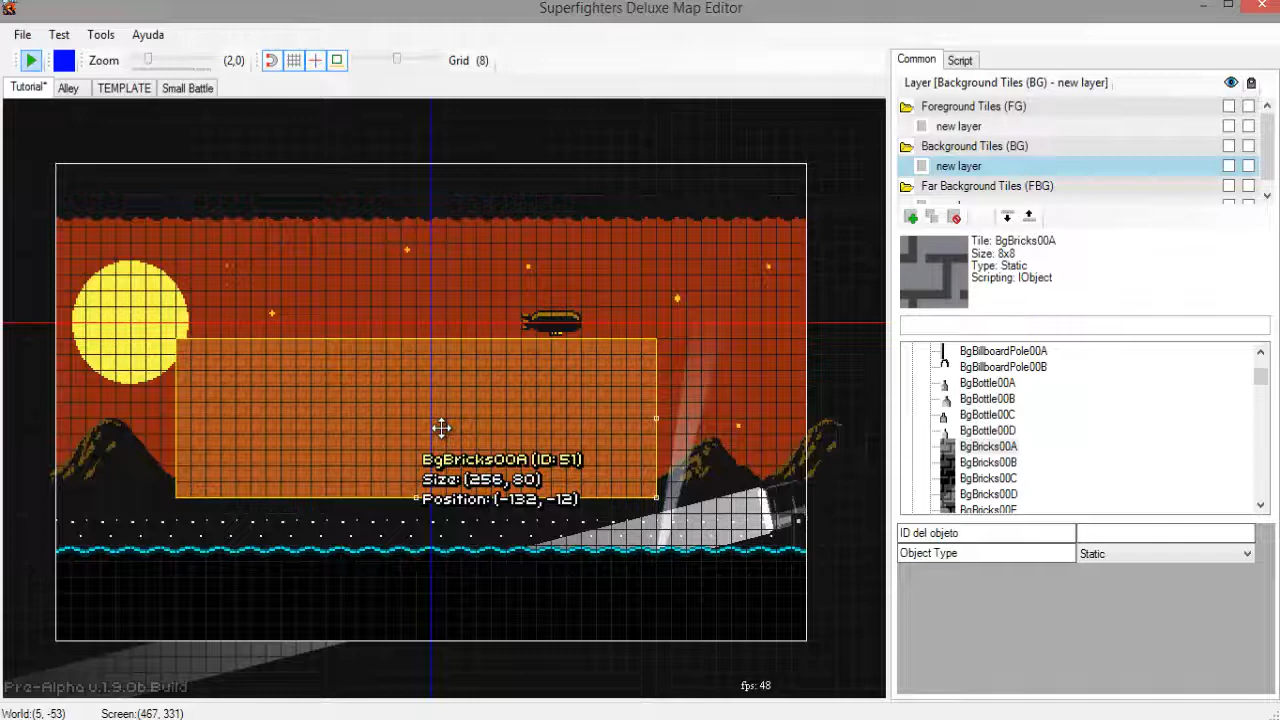 Superfighters Deluxe Map Editor
File Test Tools Ayuda
Zoom (2,0) Grid (8)
Tutorial* Alley TEMPLATE Small Battle
BgBricks00A (ID: 51)
Size: (256, 80)
Position: (-132, -12)
Pre-Alpha v.1.9.0b Build
fps: 48
World:(5, -53) Screen:(467, 331)
Common Script
Layer [Background Tiles (BG) - new layer]
Foreground Tiles (FG)
new layer
Background Tiles (BG)
new layer
Far Background Tiles (FBG)
Tile: BgBricks00A
Size: 8x8
Type: Static
Scripting: IObject
BgBillboardPole00A
BgBillboardPole00B
BgBottle00A
BgBottle00B
BgBottle00C
BgBottle00D
BgBricks00A
BgBricks00B
BgBricks00C
BgBricks00D
BgBricks00E
ID del objeto
Object Type Static